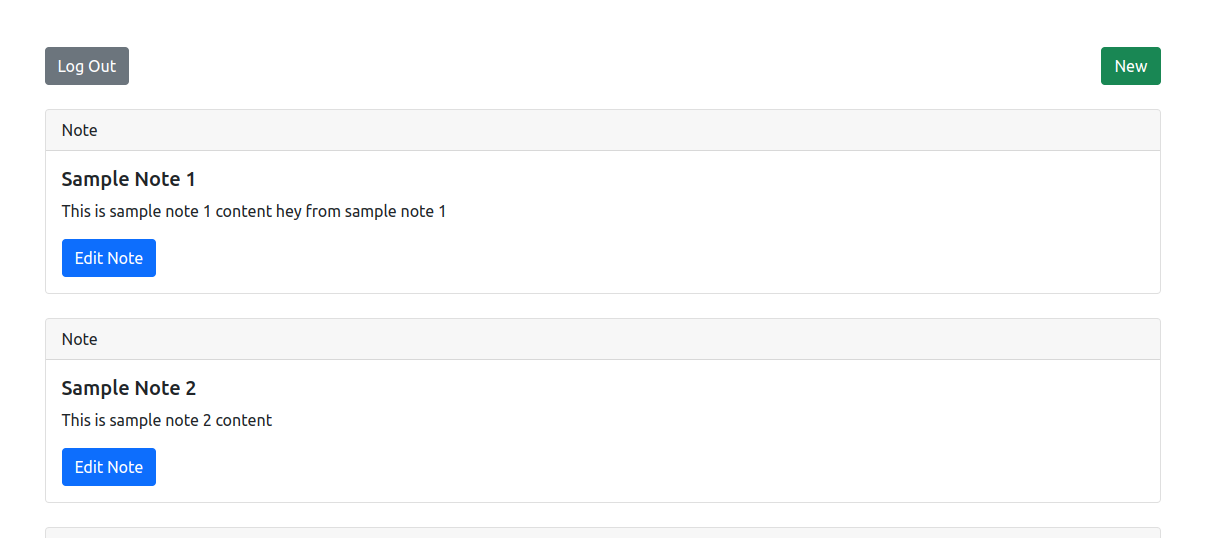 Log Out
New
Note
Sample Note 1
This is sample note 1 content hey from sample note 1
Edit Note
Note
Sample Note 2
This is sample note 2 content
Edit Note